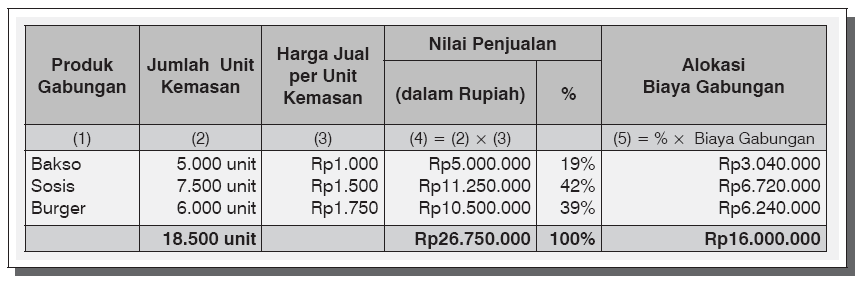 Produk Gabungan | Jumlah Unit Kemasan | Harga Jual per Unit Kemasan | Nilai Penjualan | Alokasi Biaya Gabungan
(dalam Rupiah) | %
(1) | (2) | (3) | (4) = (2) × (3) | | (5) = % × Biaya Gabungan
Bakso | 5.000 unit | Rp1.000 | Rp5.000.000 | 19% | Rp3.040.000
Sosis | 7.500 unit | Rp1.500 | Rp11.250.000 | 42% | Rp6.720.000
Burger | 6.000 unit | Rp1.750 | Rp10.500.000 | 39% | Rp6.240.000
| 18.500 unit | | Rp26.750.000 | 100% | Rp16.000.000